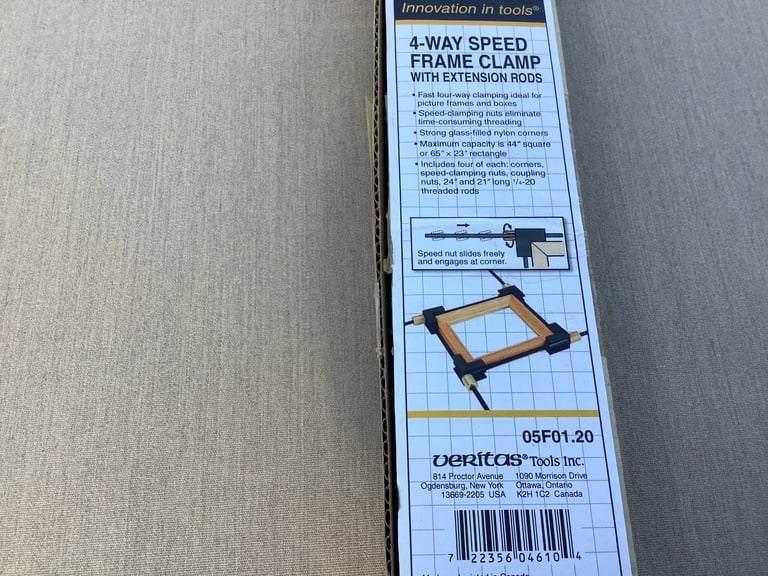 Innovation in tools®
4-WAY SPEED
FRAME CLAMP
WITH EXTENSION RODS
• Fast four-way clamping ideal for
picture frames and boxes
• Speed-clamping nuts eliminate
time-consuming threading
• Strong glass-filled nylon corners
• Maximum capacity is 44" square
or 65" × 23" rectangle
• Includes four of each: corners,
speed-clamping nuts, coupling
nuts, 24" and 21" long 1/4-20
threaded rods
Speed nut slides freely
and engages at corner.
05F01.20
veritas® Tools Inc.
814 Proctor Avenue 1090 Morrison Drive
Ogdensburg, New York Ottawa, Ontario
13669-2205 USA K2H 1C2 Canada
7 22356 04610 4